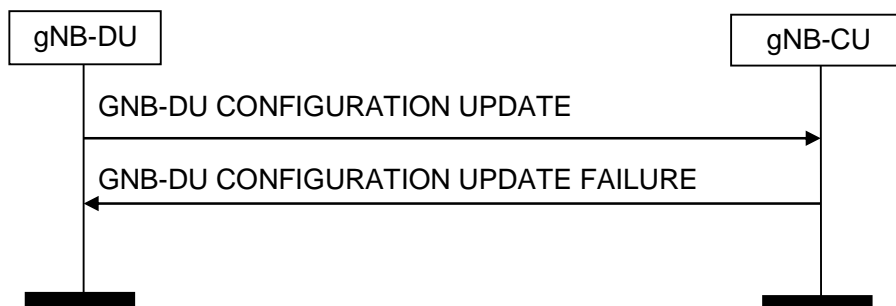 gNB-DU
gNB-CU
GNB-DU CONFIGURATION UPDATE
GNB-DU CONFIGURATION UPDATE FAILURE